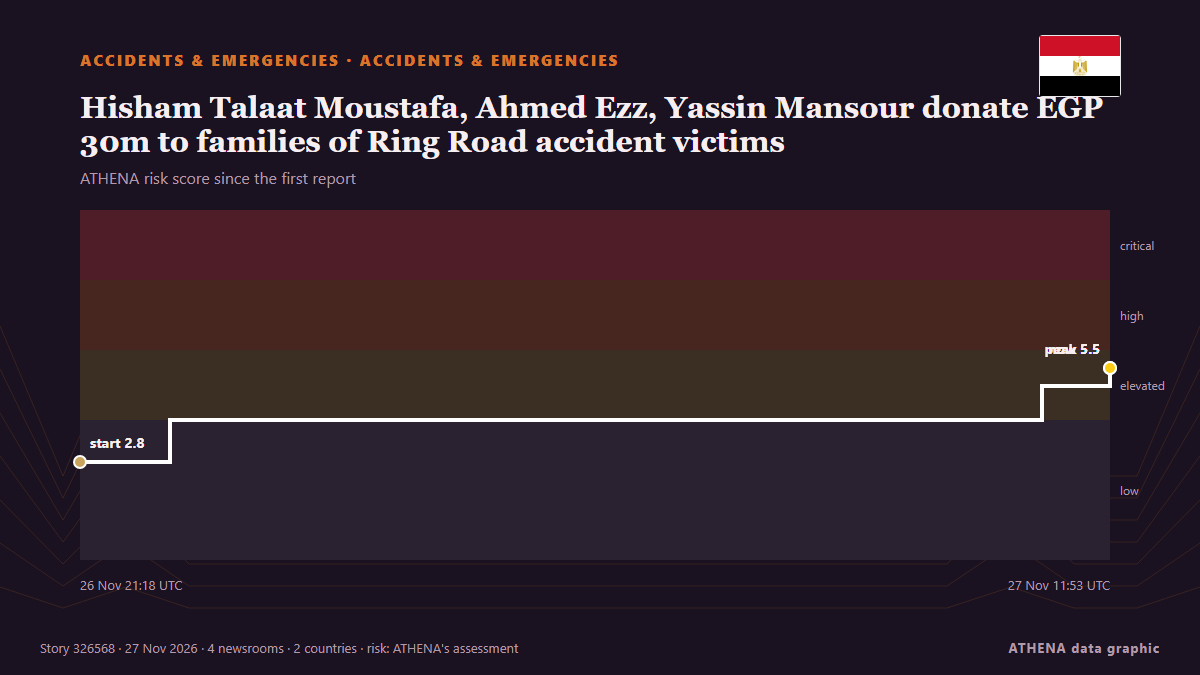 ACCIDENTS & EMERGENCIES · ACCIDENTS & EMERGENCIES
Hisham Talaat Moustafa, Ahmed Ezz, Yassin Mansour donate EGP
30m to families of Ring Road accident victims
ATHENA risk score since the first report
critical
high
5.5
elevated
start 2.8
low
26 Nov 21:18 UTC
27 Nov 11:53 UTC
Story 326568 · 27 Nov 2026 · 4 newsrooms · 2 countries · risk: ATHENA's assessment
ATHENA data graphic